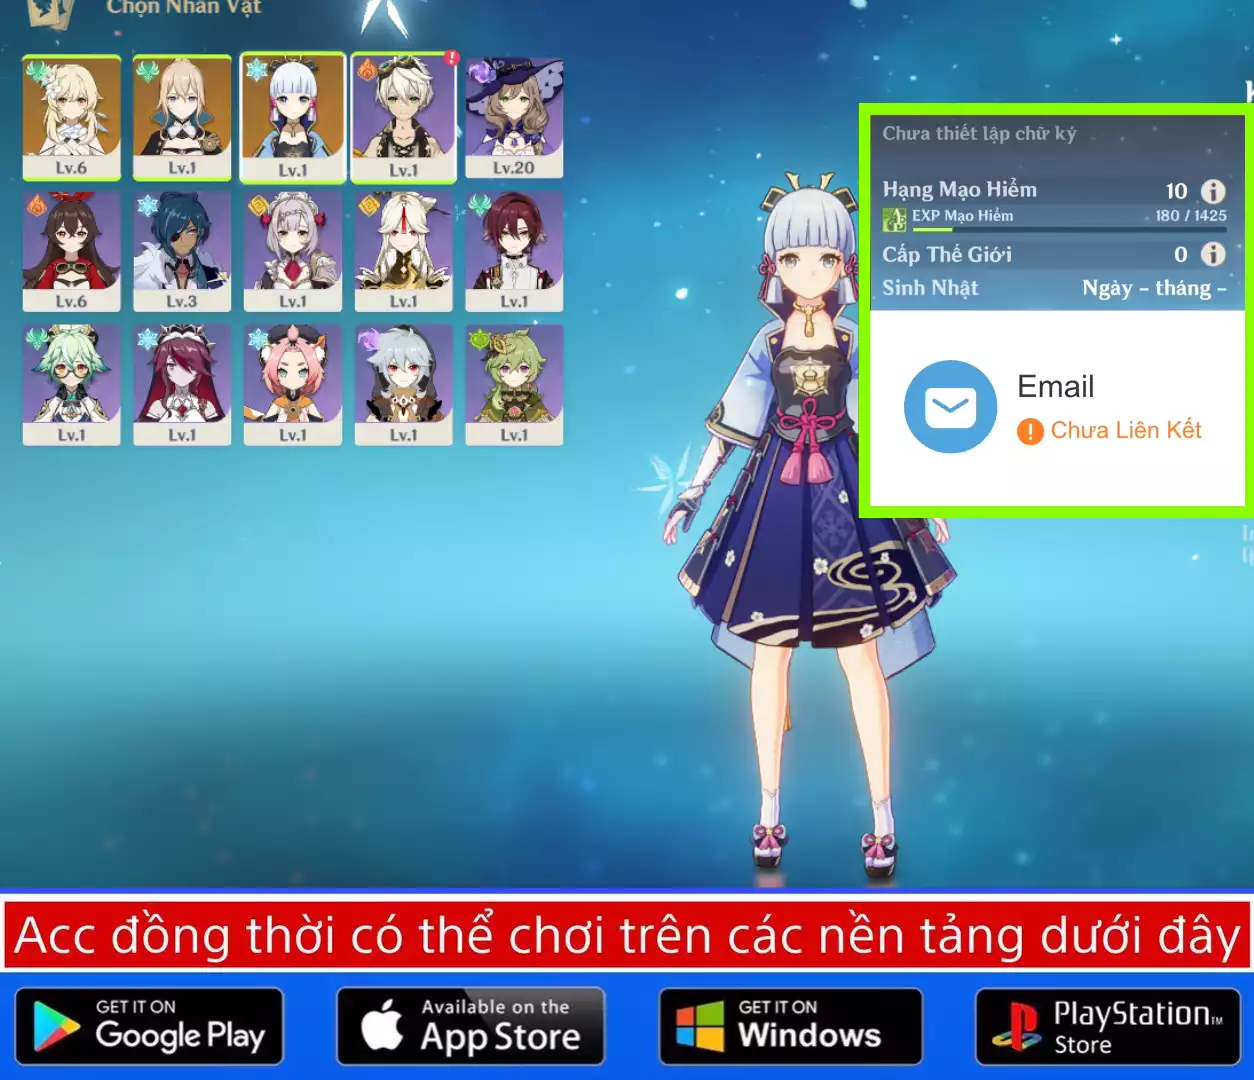 Chọn Nhân Vật
Lv.6
Lv.1
Lv.1
Lv.1
Lv.20
Lv.6
Lv.3
Lv.1
Lv.1
Lv.1
Lv.1
Lv.1
Lv.1
Lv.1
Lv.1
Chưa thiết lập chữ ký
Hạng Mạo Hiểm 10
EXP Mạo Hiểm 180 / 1425
Cấp Thế Giới 0
Sinh Nhật Ngày - tháng -
Email
Chưa Liên Kết
Acc đồng thời có thể chơi trên các nền tảng dưới đây
GET IT ON
Google Play
Available on the
App Store
GET IT ON
Windows
PlayStation™
Store